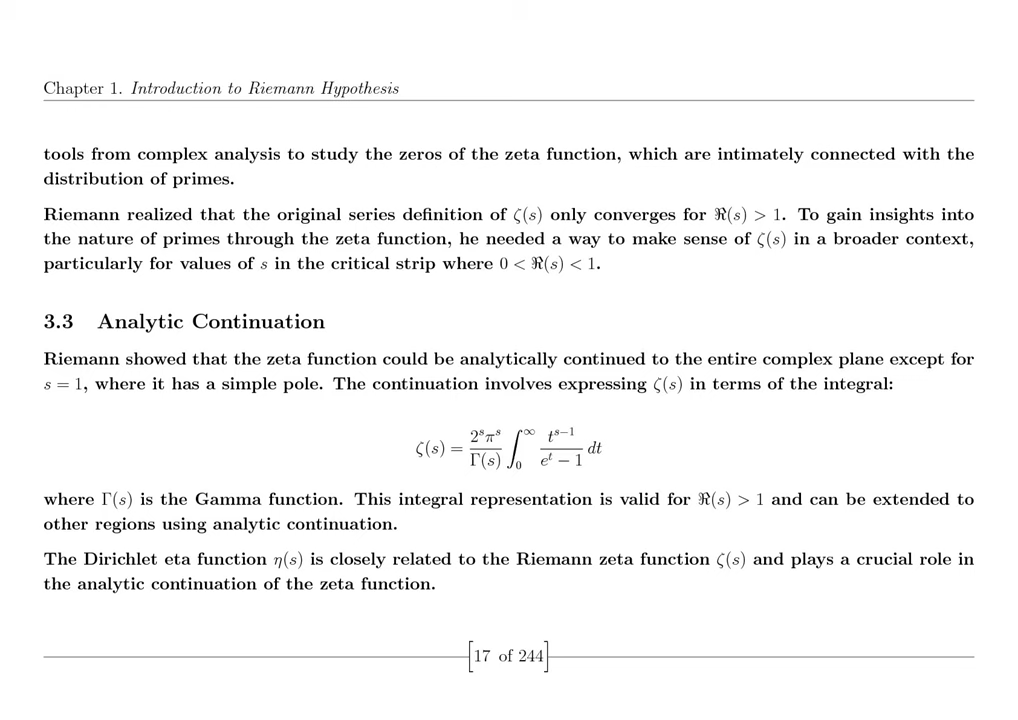 Chapter 1. Introduction to Riemann Hypothesis
tools from complex analysis to study the zeros of the zeta function, which are intimately connected with the
distribution of primes.
Riemann realized that the original series definition of ζ(s) only converges for ℜ(s) > 1. To gain insights into
the nature of primes through the zeta function, he needed a way to make sense of ζ(s) in a broader context,
particularly for values of s in the critical strip where 0 < ℜ(s) < 1.
3.3 Analytic Continuation
Riemann showed that the zeta function could be analytically continued to the entire complex plane except for
s = 1, where it has a simple pole. The continuation involves expressing ζ(s) in terms of the integral:
ζ(s) = \frac{2^s π^s}{Γ(s)} ∫_0^∞ \frac{t^{s−1}}{e^t − 1} dt
where Γ(s) is the Gamma function. This integral representation is valid for ℜ(s) > 1 and can be extended to
other regions using analytic continuation.
The Dirichlet eta function η(s) is closely related to the Riemann zeta function ζ(s) and plays a crucial role in
the analytic continuation of the zeta function.
[17 of 244]